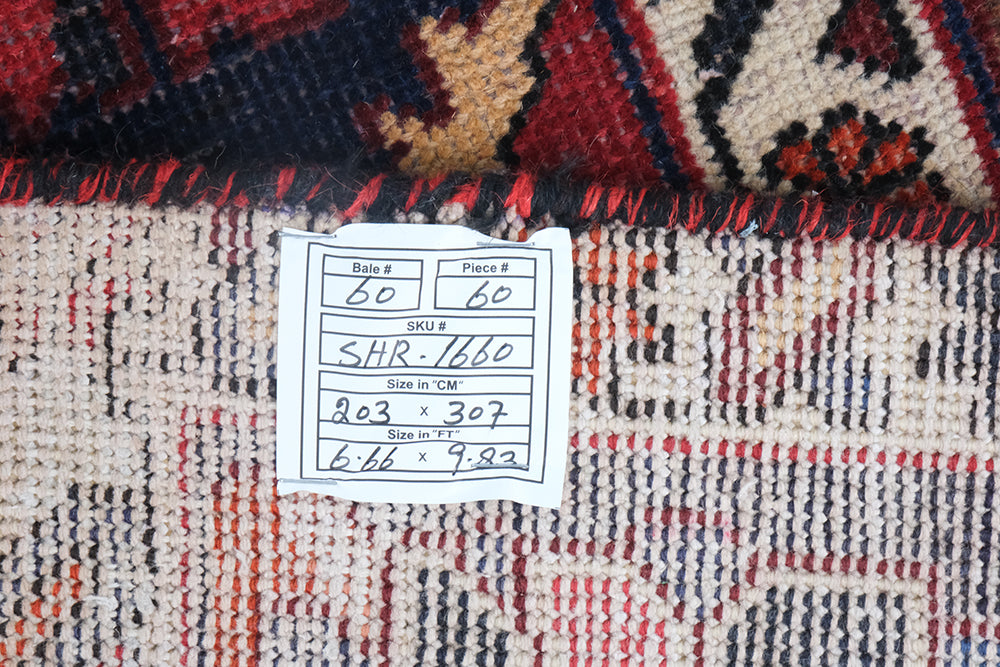 Bale # Piece #
60 60
SKU #
SHR-1660
Size in "CM"
203 x 307
Size in "FT"
6.66 x 9.83